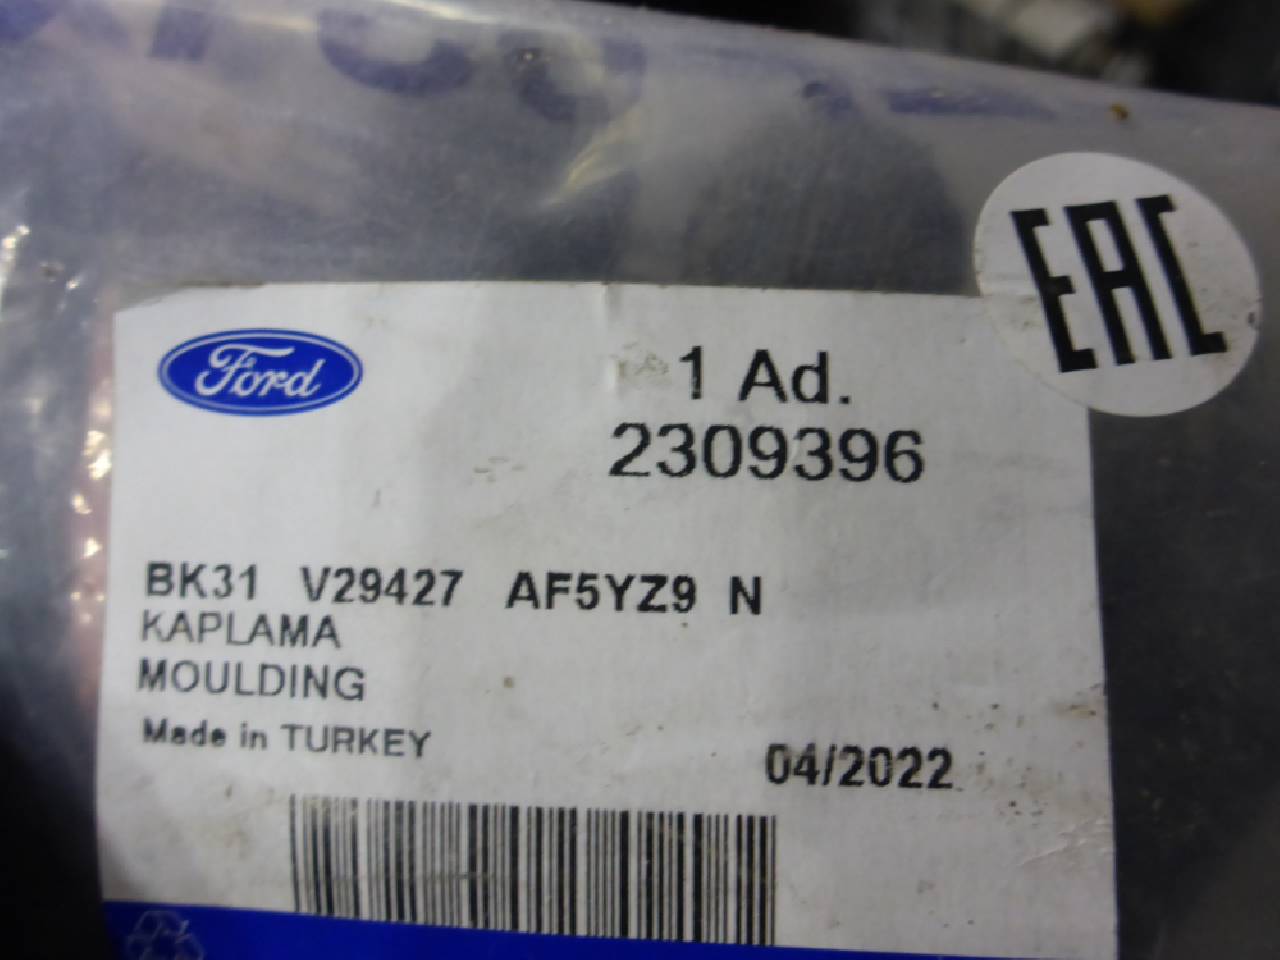 EAC
Ford
1 Ad.
2309396
BK31 V29427 AF5YZ9 N
KAPLAMA
MOULDING
Made in TURKEY
04/2022